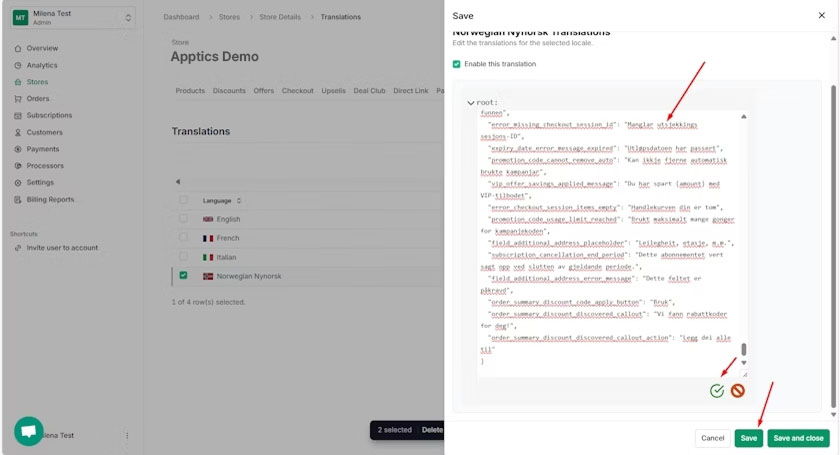 MT
Milena Test
Admin
Overview
Analytics
Stores
Orders
Subscriptions
Customers
Payments
Processors
Settings
Billing Reports
Shortcuts
Invite user to account
ilena Test
Dashboard > Stores > Store Details > Translations
Store
Apptics Demo
Products Discounts Offers Checkout Upsells Deal Club Direct Link Pa
Translations
Language
English
French
Italian
Norwegian Nynorsk
1 of 4 row(s) selected.
2 selected Delete
Save
Norwegian Nynorsk Translations
Edit the translations for the selected locale.
Enable this translation
root:
funnen",
"error_missing_checkout_session_id": "Manglar utsjekkings
sesjons-ID",
"expiry_date_error_message_expired": "Utløpsdatoen har passert",
"promotion_code_cannot_remove_auto": "Kan ikkje fjerne automatisk
brukte kampanjar",
"vip_offer_savings_applied_message": "Du har spart {amount} med
VIP-tilbodet",
"error_checkout_session_items_empty": "Handlekurven din er tom",
"promotion_code_usage_limit_reached": "Brukt maksimalt mange gonger
for kampanjekoden",
"field_additional_address_placeholder": "Leilegheit, etasje, m.m.",
"subscription_cancellation_end_period": "Dette abonnementet vert
sagt opp ved slutten av gjeldande periode.",
"field_additional_address_error_message": "Dette feltet er
påkravd",
"order_summary_discount_code_apply_button": "Bruk",
"order_summary_discount_discovered_callout": "Vi fann rabattkoder
for deg!",
"order_summary_discount_discovered_callout_action": "Legg dei alle
til"
}
Cancel
Save
Save and close